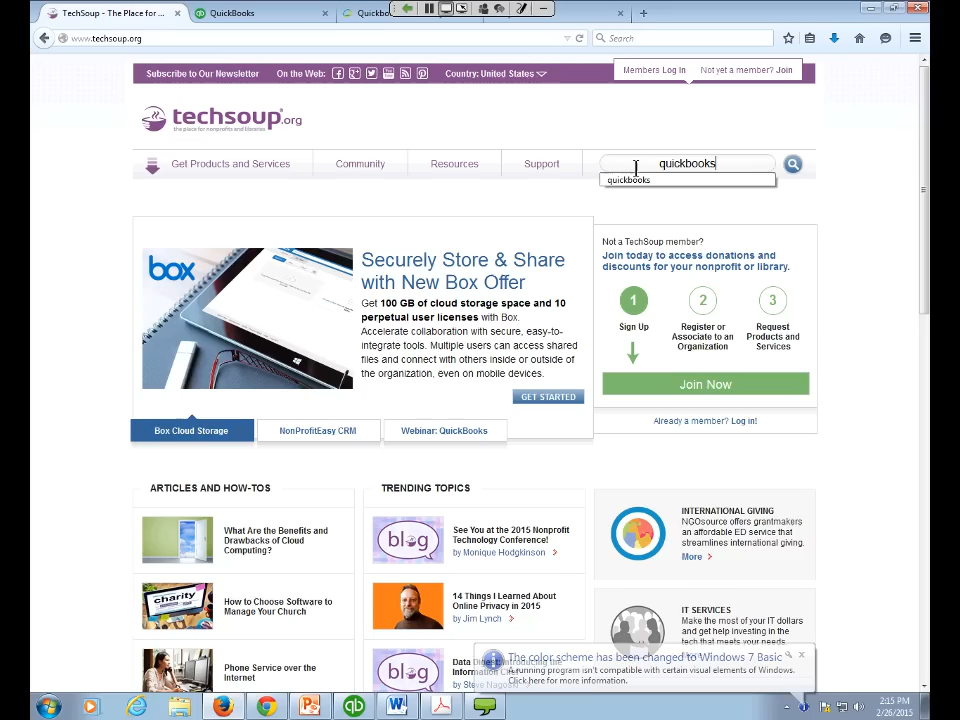 TechSoup - The Place for ...
QuickBooks
Quickbo
www.techsoup.org
Search
Subscribe to Our Newsletter
On the Web:
Country: United States
Members Log in
Not yet a member? Join
techsoup.org
the place for nonprofits and libraries
Get Products and Services
Community
Resources
Support
quickbooks
quickbooks
box
Securely Store & Share
with New Box Offer
Get 100 GB of cloud storage space and 10
perpetual user licenses with Box.
Accelerate collaboration with secure, easy-to-
integrate tools. Multiple users can access shared
files and connect with others inside or outside of
the organization, even on mobile devices.
GET STARTED
Box Cloud Storage
NonProfitEasy CRM
Webinar: QuickBooks
Not a TechSoup member?
Join today to access donations and
discounts for your nonprofit or library.
1
2
3
Sign Up
Register or
Associate to an
Organization
Request
Products and
Services
Join Now
Already a member? Log in!
ARTICLES AND HOW-TOS
What Are the Benefits and
Drawbacks of Cloud
Computing?
charity
How to Choose Software to
Manage Your Church
Phone Service over the
Internet
TRENDING TOPICS
blog
See You at the 2015 Nonprofit
Technology Conference!
by Monique Hodgkinson
14 Things I Learned About
Online Privacy in 2015
by Jim Lynch
blog
Data Digest: Introducing the
Information
by Steve Nagoski
INTERNATIONAL GIVING
NGOsource offers grantmakers
an affordable ED service that
streamlines international giving.
More
IT SERVICES
Make the most of your IT dollars
and get help investing in the
tech that meets your needs
The color scheme has been changed to Windows 7 Basic
A running program isn't compatible with certain visual elements of Windows.
Click here for more information.
2:15 PM
2/26/2015